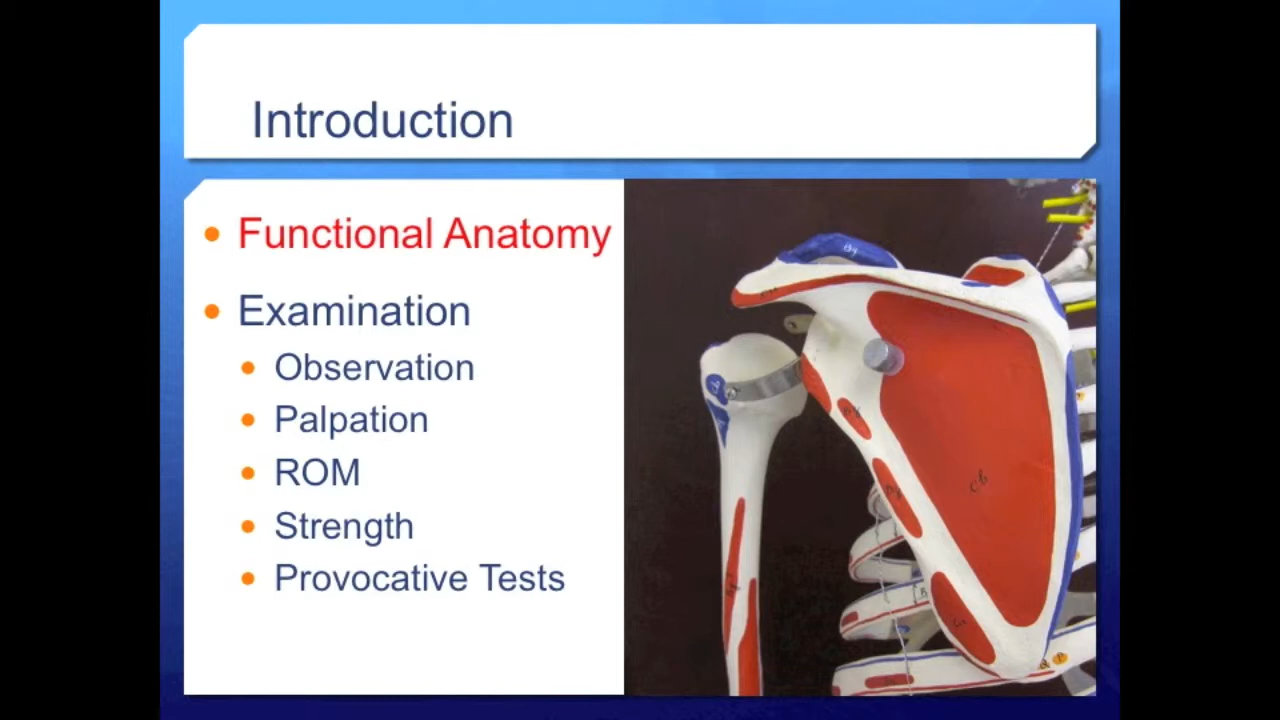 Introduction
Functional Anatomy
Examination
Observation
Palpation
ROM
Strength
Provocative Tests